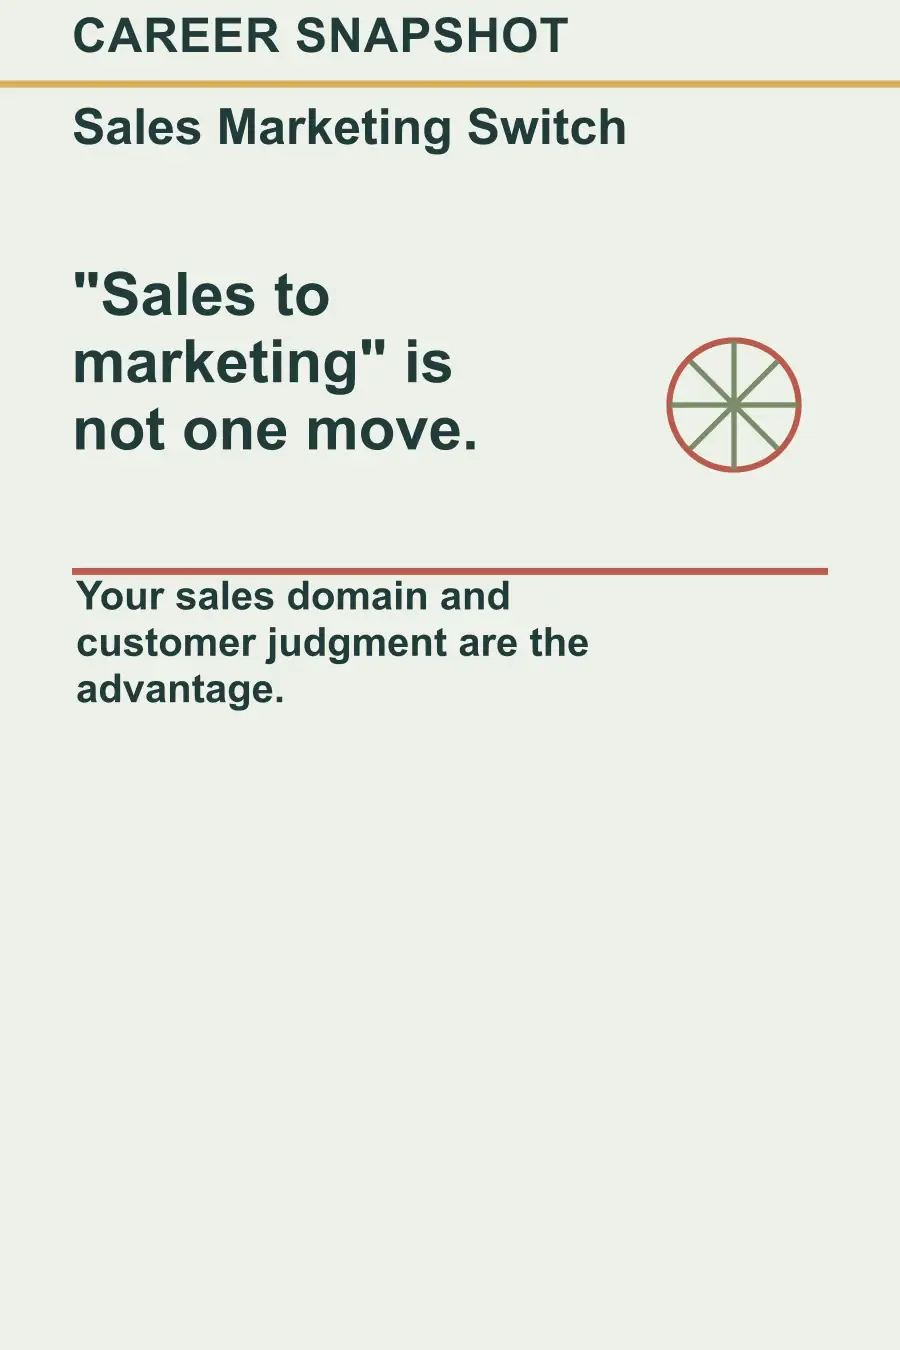 CAREER SNAPSHOT
Sales Marketing Switch
"Sales to
marketing" is
not one move.
Your sales domain and
customer judgment are the
advantage.